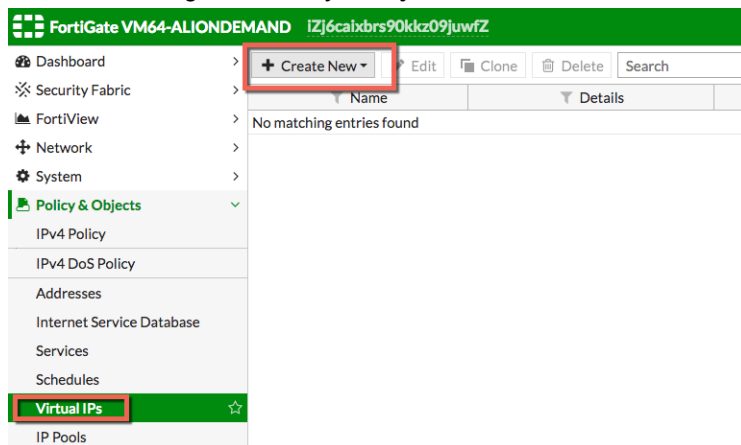 FortiGate VM64-ALIONDEMAND iZj6caixbrs90kkz09juwfZ
Dashboard
+ Create New Edit Clone Delete Search
Security Fabric
Name Details
FortiView
No matching entries found
Network
System
Policy & Objects
IPv4 Policy
IPv4 DoS Policy
Addresses
Internet Service Database
Services
Schedules
Virtual IPs
IP Pools